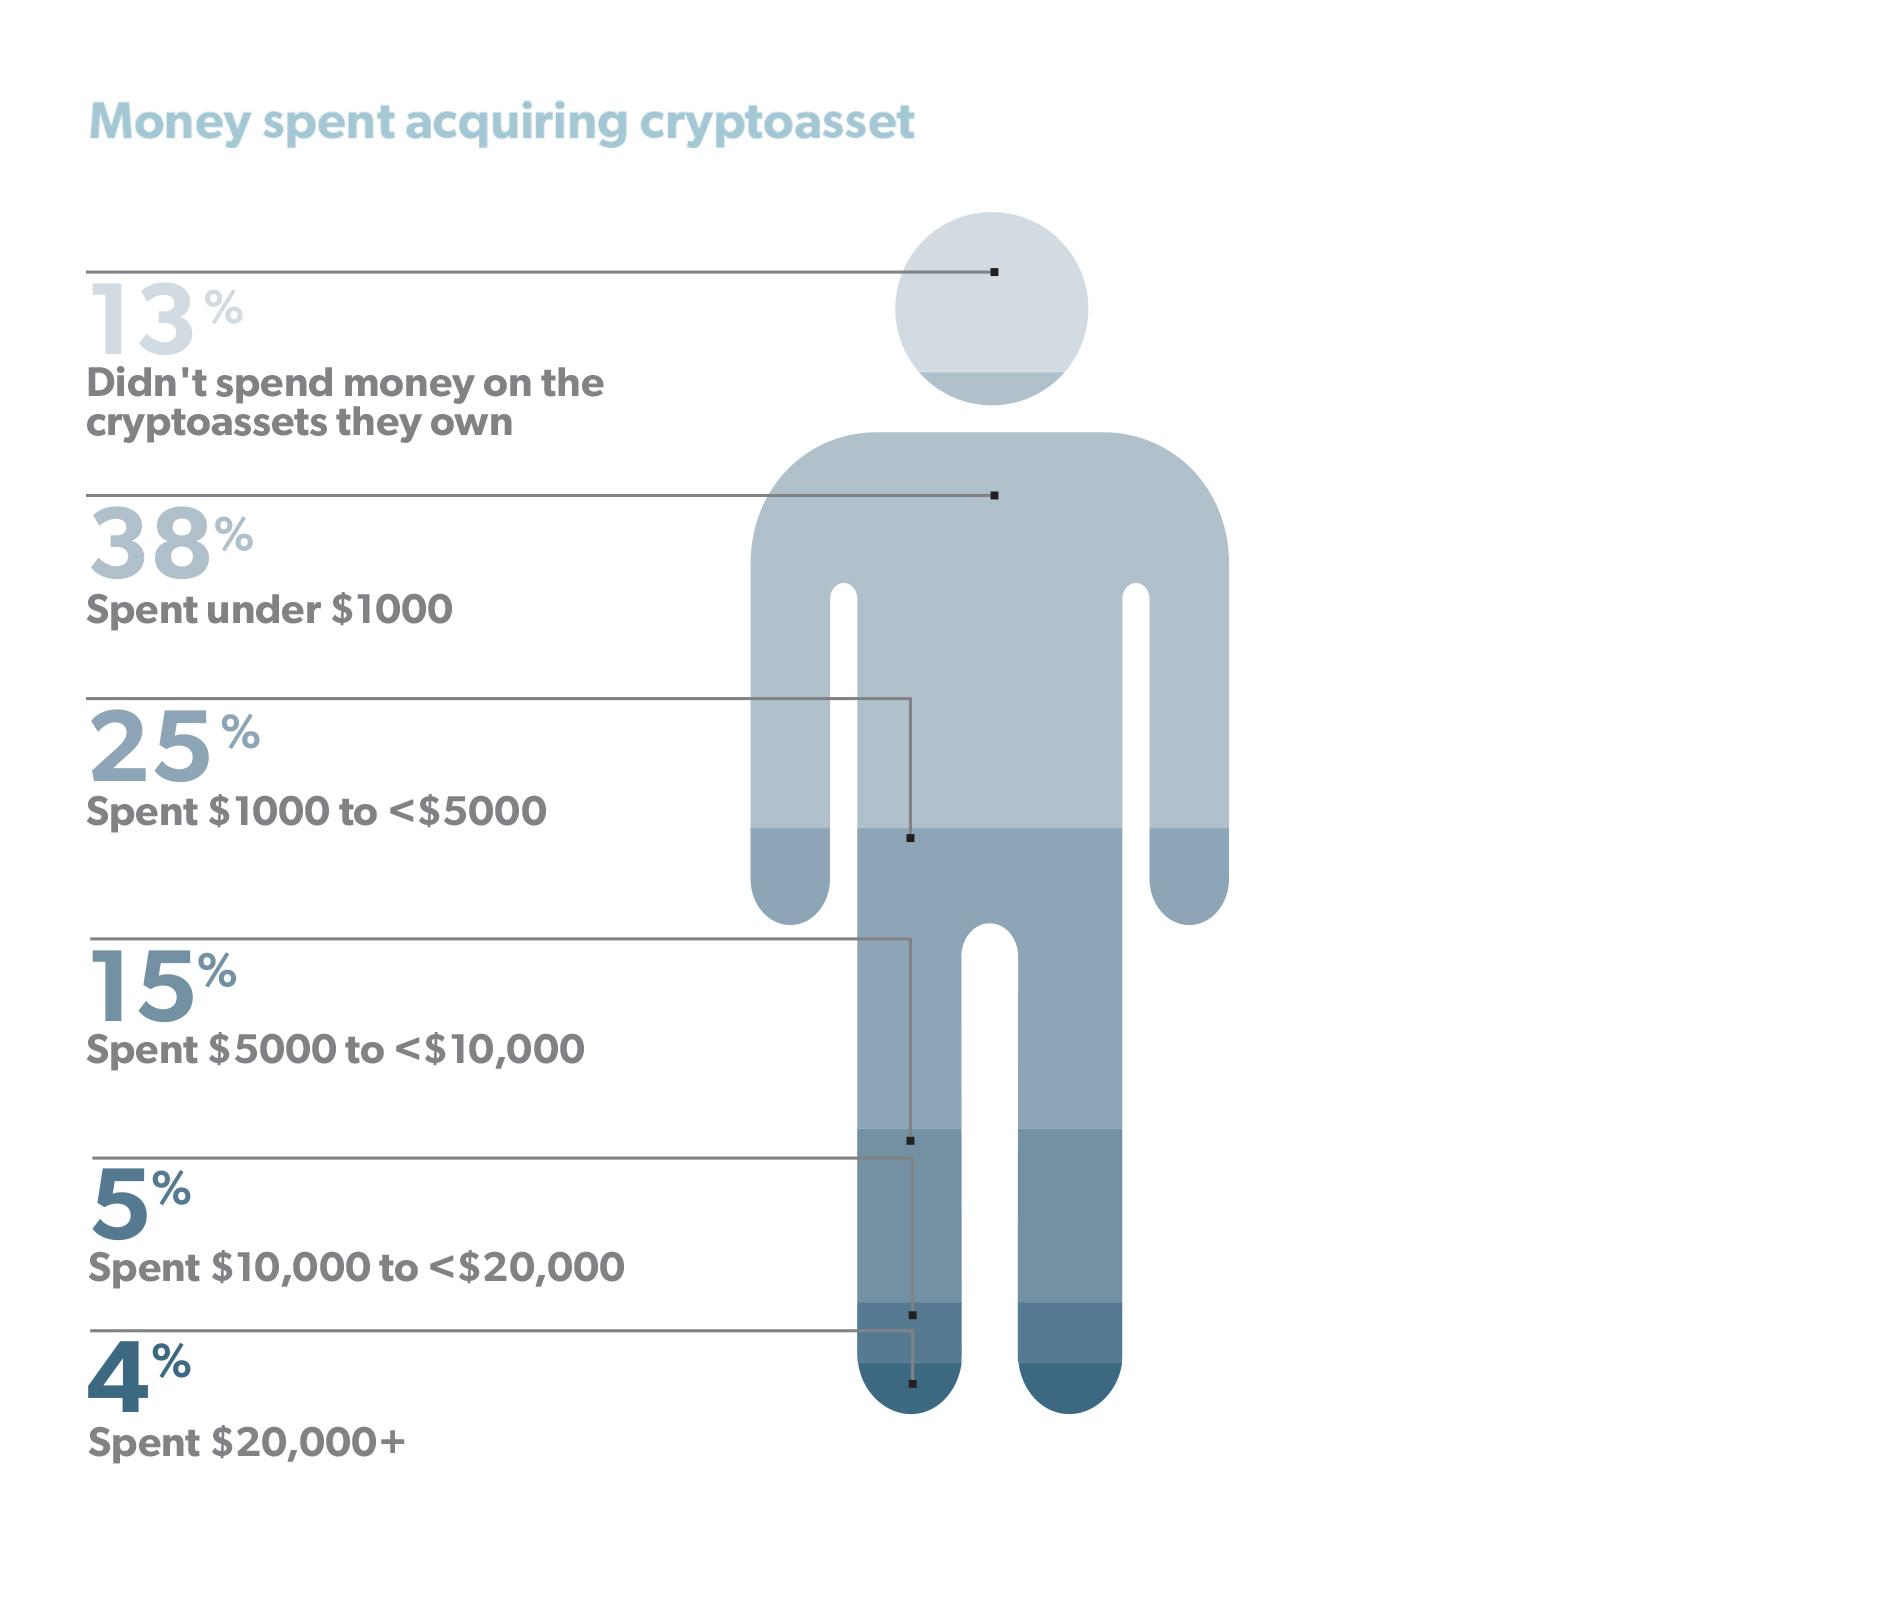 Money spent acquiring cryptoasset
13%
Didn't spend money on the
cryptoassets they own
38%
Spent under $1000
25%
Spent $1000 to <$5000
15%
Spent $5000 to <$10,000
5%
Spent $10,000 to <$20,000
4%
Spent $20,000+